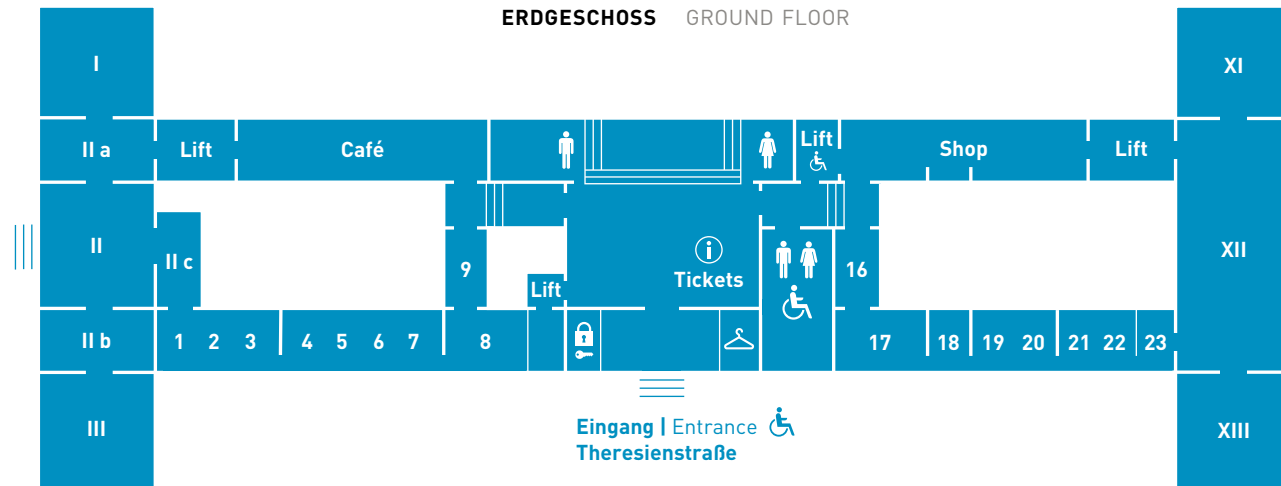 ERDGESCHOSS GROUND FLOOR
I
XI
II a
Lift
Café
Lift
Shop
Lift
II
II c
9
Lift
i
Tickets
16
XII
II b
1 2 3 4 5 6 7 8
17 18 19 20 21 22 23
III
XIII
Eingang | Entrance
Theresienstraße